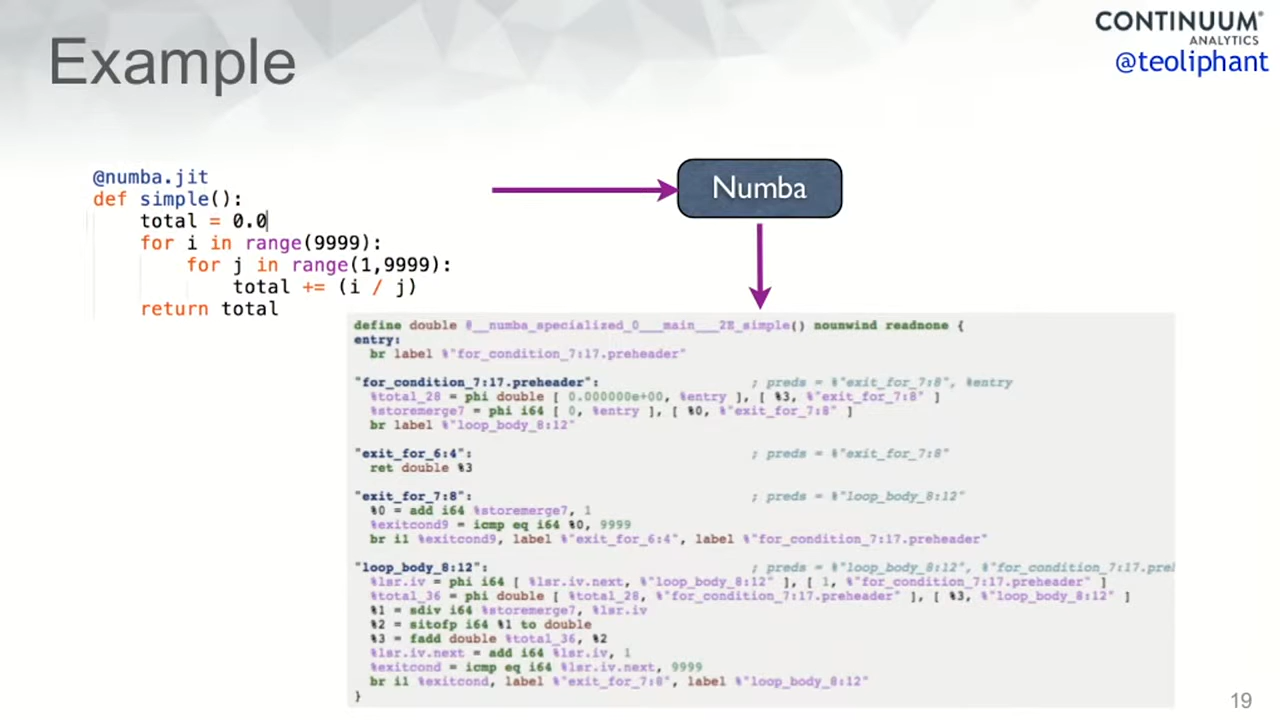 Example
CONTINUUM®
ANALYTICS
@teoliphant
@numba.jit
def simple():
total = 0.0
for i in range(9999):
for j in range(1,9999):
total += (i / j)
return total
Numba
define double @__numba_specialized_0___main___2E_simple() nounwind readnone {
entry:
br label %"for_condition_7:17.preheader"
"for_condition_7:17.preheader": ; preds = %"exit_for_7:8", %entry
%total_28 = phi double [ 0.000000e+00, %entry ], [ %3, %"exit_for_7:8" ]
%storemerge7 = phi i64 [ 0, %entry ], [ %0, %"exit_for_7:8" ]
br label %"loop_body_8:12"
"exit_for_6:4": ; preds = %"exit_for_7:8"
ret double %3
"exit_for_7:8": ; preds = %"loop_body_8:12"
%0 = add i64 %storemerge7, 1
%exitcond9 = icmp eq i64 %0, 9999
br i1 %exitcond9, label %"exit_for_6:4", label %"for_condition_7:17.preheader"
"loop_body_8:12": ; preds = %"loop_body_8:12", %"for_condition_7:17.prel
%lsr.iv = phi i64 [ %lsr.iv.next, %"loop_body_8:12" ], [ 1, %"for_condition_7:17.preheader" ]
%total_36 = phi double [ %total_28, %"for_condition_7:17.preheader" ], [ %3, %"loop_body_8:12" ]
%1 = sdiv i64 %storemerge7, %lsr.iv
%2 = sitofp i64 %1 to double
%3 = fadd double %total_36, %2
%lsr.iv.next = add i64 %lsr.iv, 1
%exitcond = icmp eq i64 %lsr.iv.next, 9999
br i1 %exitcond, label %"exit_for_7:8", label %"loop_body_8:12"
}
19